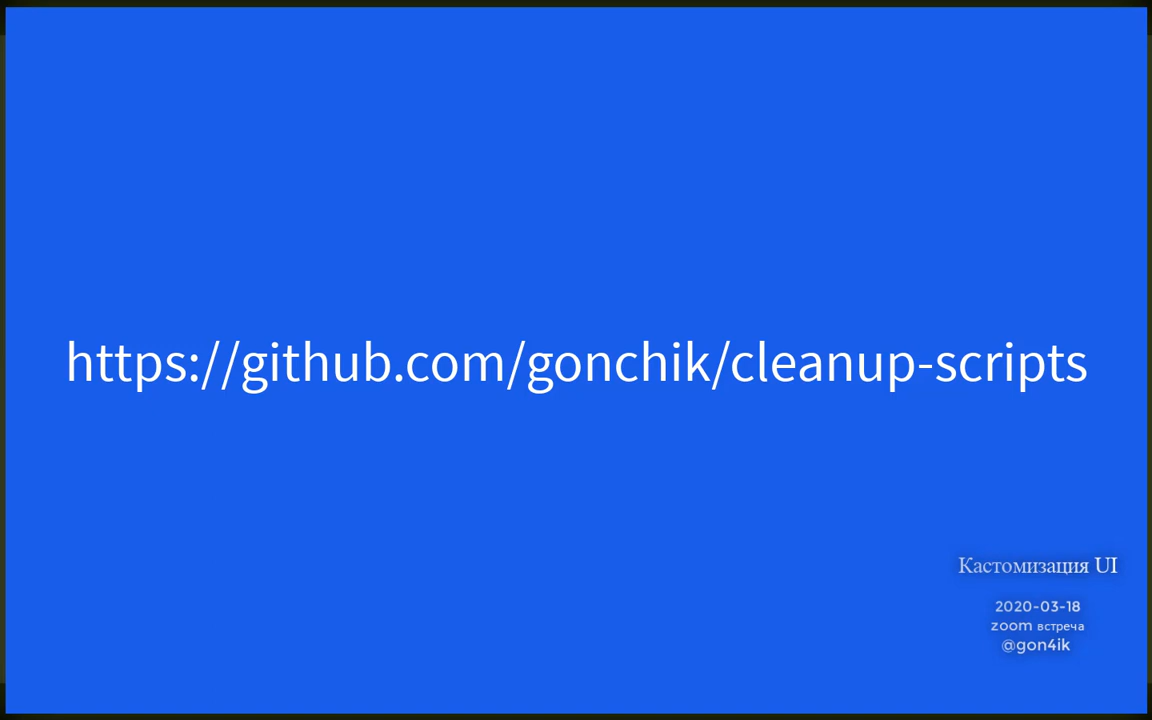 https://github.com/gonchik/cleanup-scripts
Кастомизация UI
2020-03-18
zoom встреча
@gon4ik